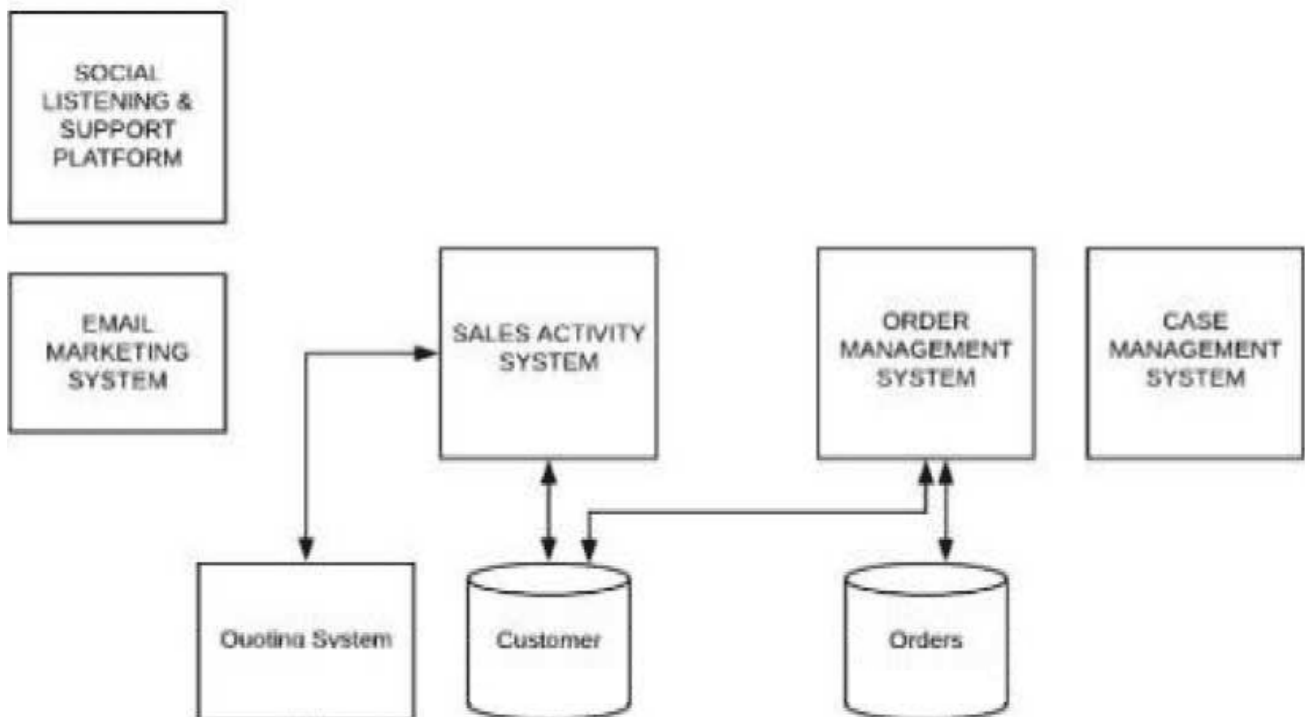 SOCIAL
LISTENING &
SUPPORT
PLATFORM
EMAIL
MARKETING
SYSTEM
SALES ACTIVITY
SYSTEM
ORDER
MANAGEMENT
SYSTEM
CASE
MANAGEMENT
SYSTEM
Quoting System
Customer
Orders